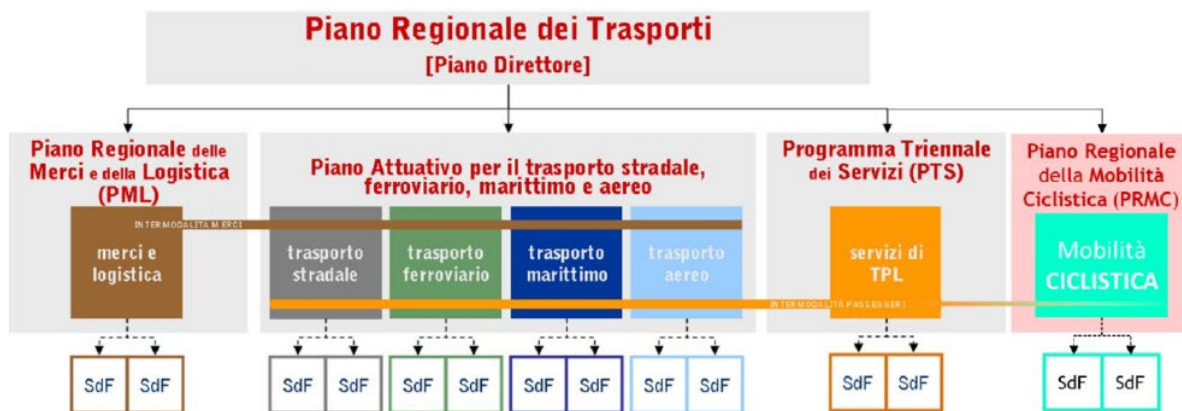 Piano Regionale dei Trasporti
[Piano Direttore]
Piano Regionale delle
Merci e della Logistica
(PML)
Piano Attuativo per il trasporto stradale,
ferroviario, marittimo e aereo
Programma Triennale
dei Servizi (PTS)
Piano Regionale
della Mobilità
Ciclistica (PRMC)
INTERMODALITÀ MERCI
merci e
logistica
trasporto
stradale
trasporto
ferroviario
trasporto
marittimo
trasporto
aereo
servizi di
TPL
Mobilità
CICLISTICA
INTERMODALITÀ PASSEGGERI
SdF SdF SdF SdF SdF SdF SdF SdF SdF SdF SdF SdF SdF SdF